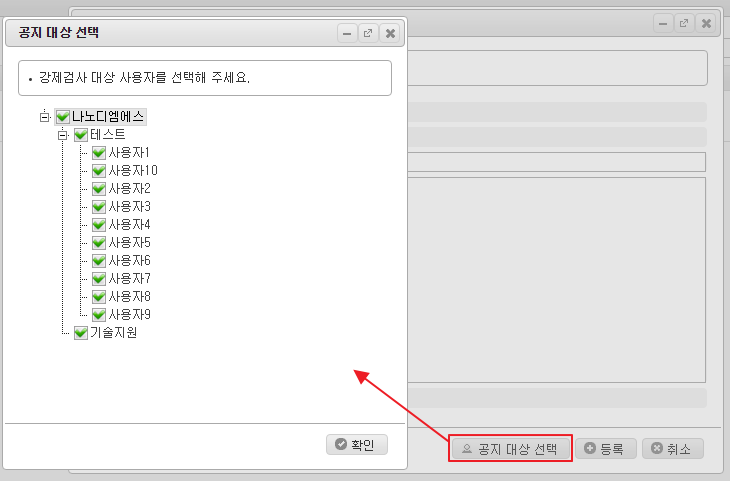 공지 대상 선택
• 강제검사 대상 사용자를 선택해 주세요.
나노디엠에스
테스트
사용자1
사용자10
사용자2
사용자3
사용자4
사용자5
사용자6
사용자7
사용자8
사용자9
기술지원
확인
공지 대상 선택 등록 취소